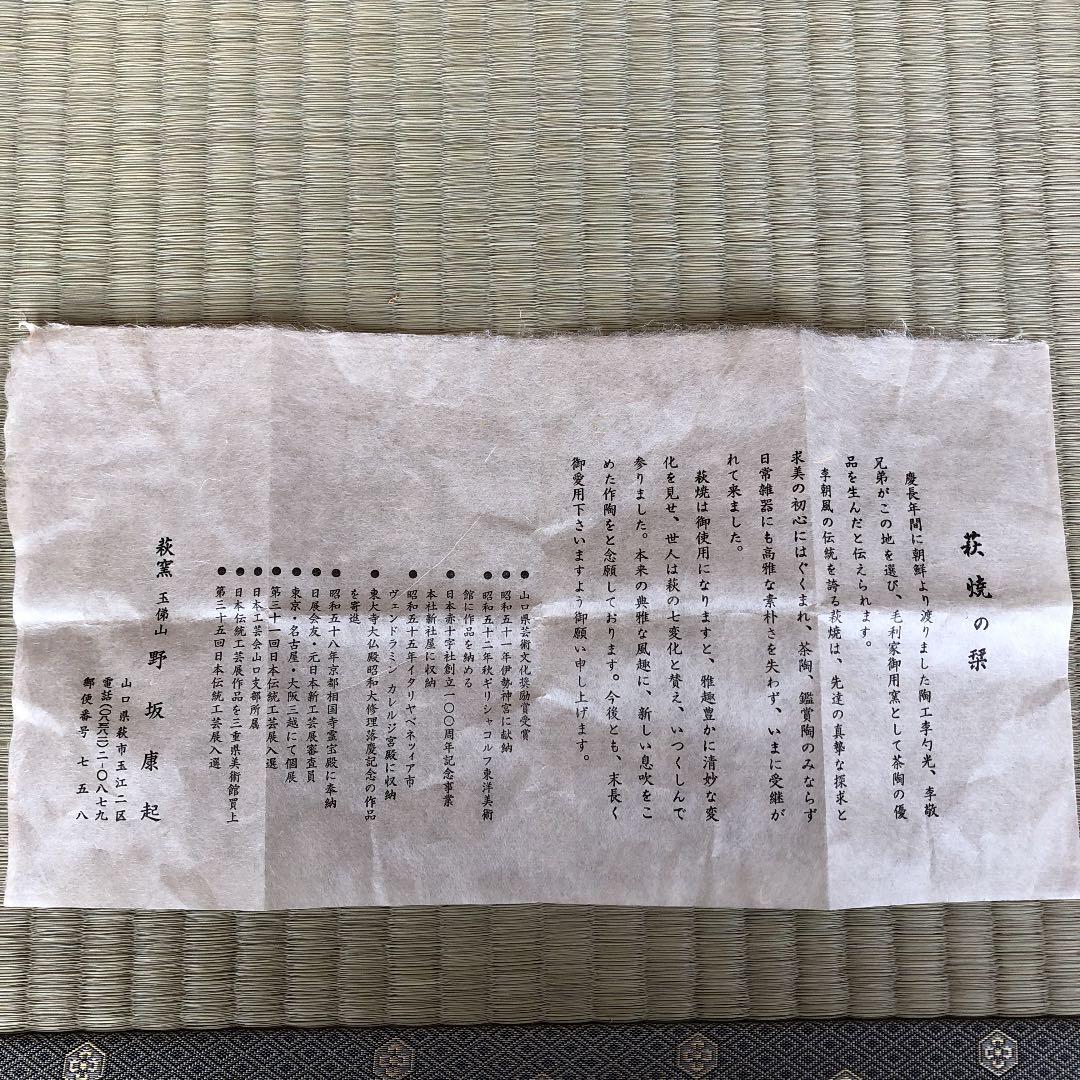 萩焼の栞
慶長年間に朝鮮より渡りました陶工李勺光、李敬
兄弟がこの地を選び、毛利家御用窯として茶陶の優
品を生んだと伝えられます。
李朝風の伝統を誇る萩焼は、先達の真摯な探求と
求美の初心にはぐくまれ、茶陶、鑑賞陶のみならず
日常雑器にも高雅な素朴さを失わず、いまに受継が
れて来ました。
萩焼は御使用になりますと、雅趣豊かに清妙な変
化を見せ、世人は萩の七変化と賛え、いつくしんで
参りました。本来の典雅な風趣に、新しい息吹をこ
めた作陶をと念願しております。今後とも、末長く
御愛用下さいますよう御願い申し上げます。
●山口県芸術文化奨励賞受賞
●昭和五十一年伊勢神宮に献納
●昭和五十二年秋ギリシャコルフ東洋美術
館に作品を納める
●日本赤十字社創立一〇〇周年記念事業
本社新社屋に収納
●昭和五十五年イタリヤベネッィア市
ヴェンドラミン カレルジ宮殿に収納
●東大寺大仏殿昭和大修理落慶記念の作品
を寄進
●昭和五十八年京都相国寺霊宝殿に奉納
●日展会友・元日本新工芸展審査員
●東京・名古屋・大阪三越にて個展
●第三十一回日本伝統工芸展入選
●日本工芸会山口支部所属
●日本伝統工芸展作品を三重県美術館買上
●第三十五回日本伝統工芸展入選
萩窯 玉佛山 野坂康起
山口県萩市玉江二区
電話(〇八三八二)二-〇八七九
郵便番号 七五八